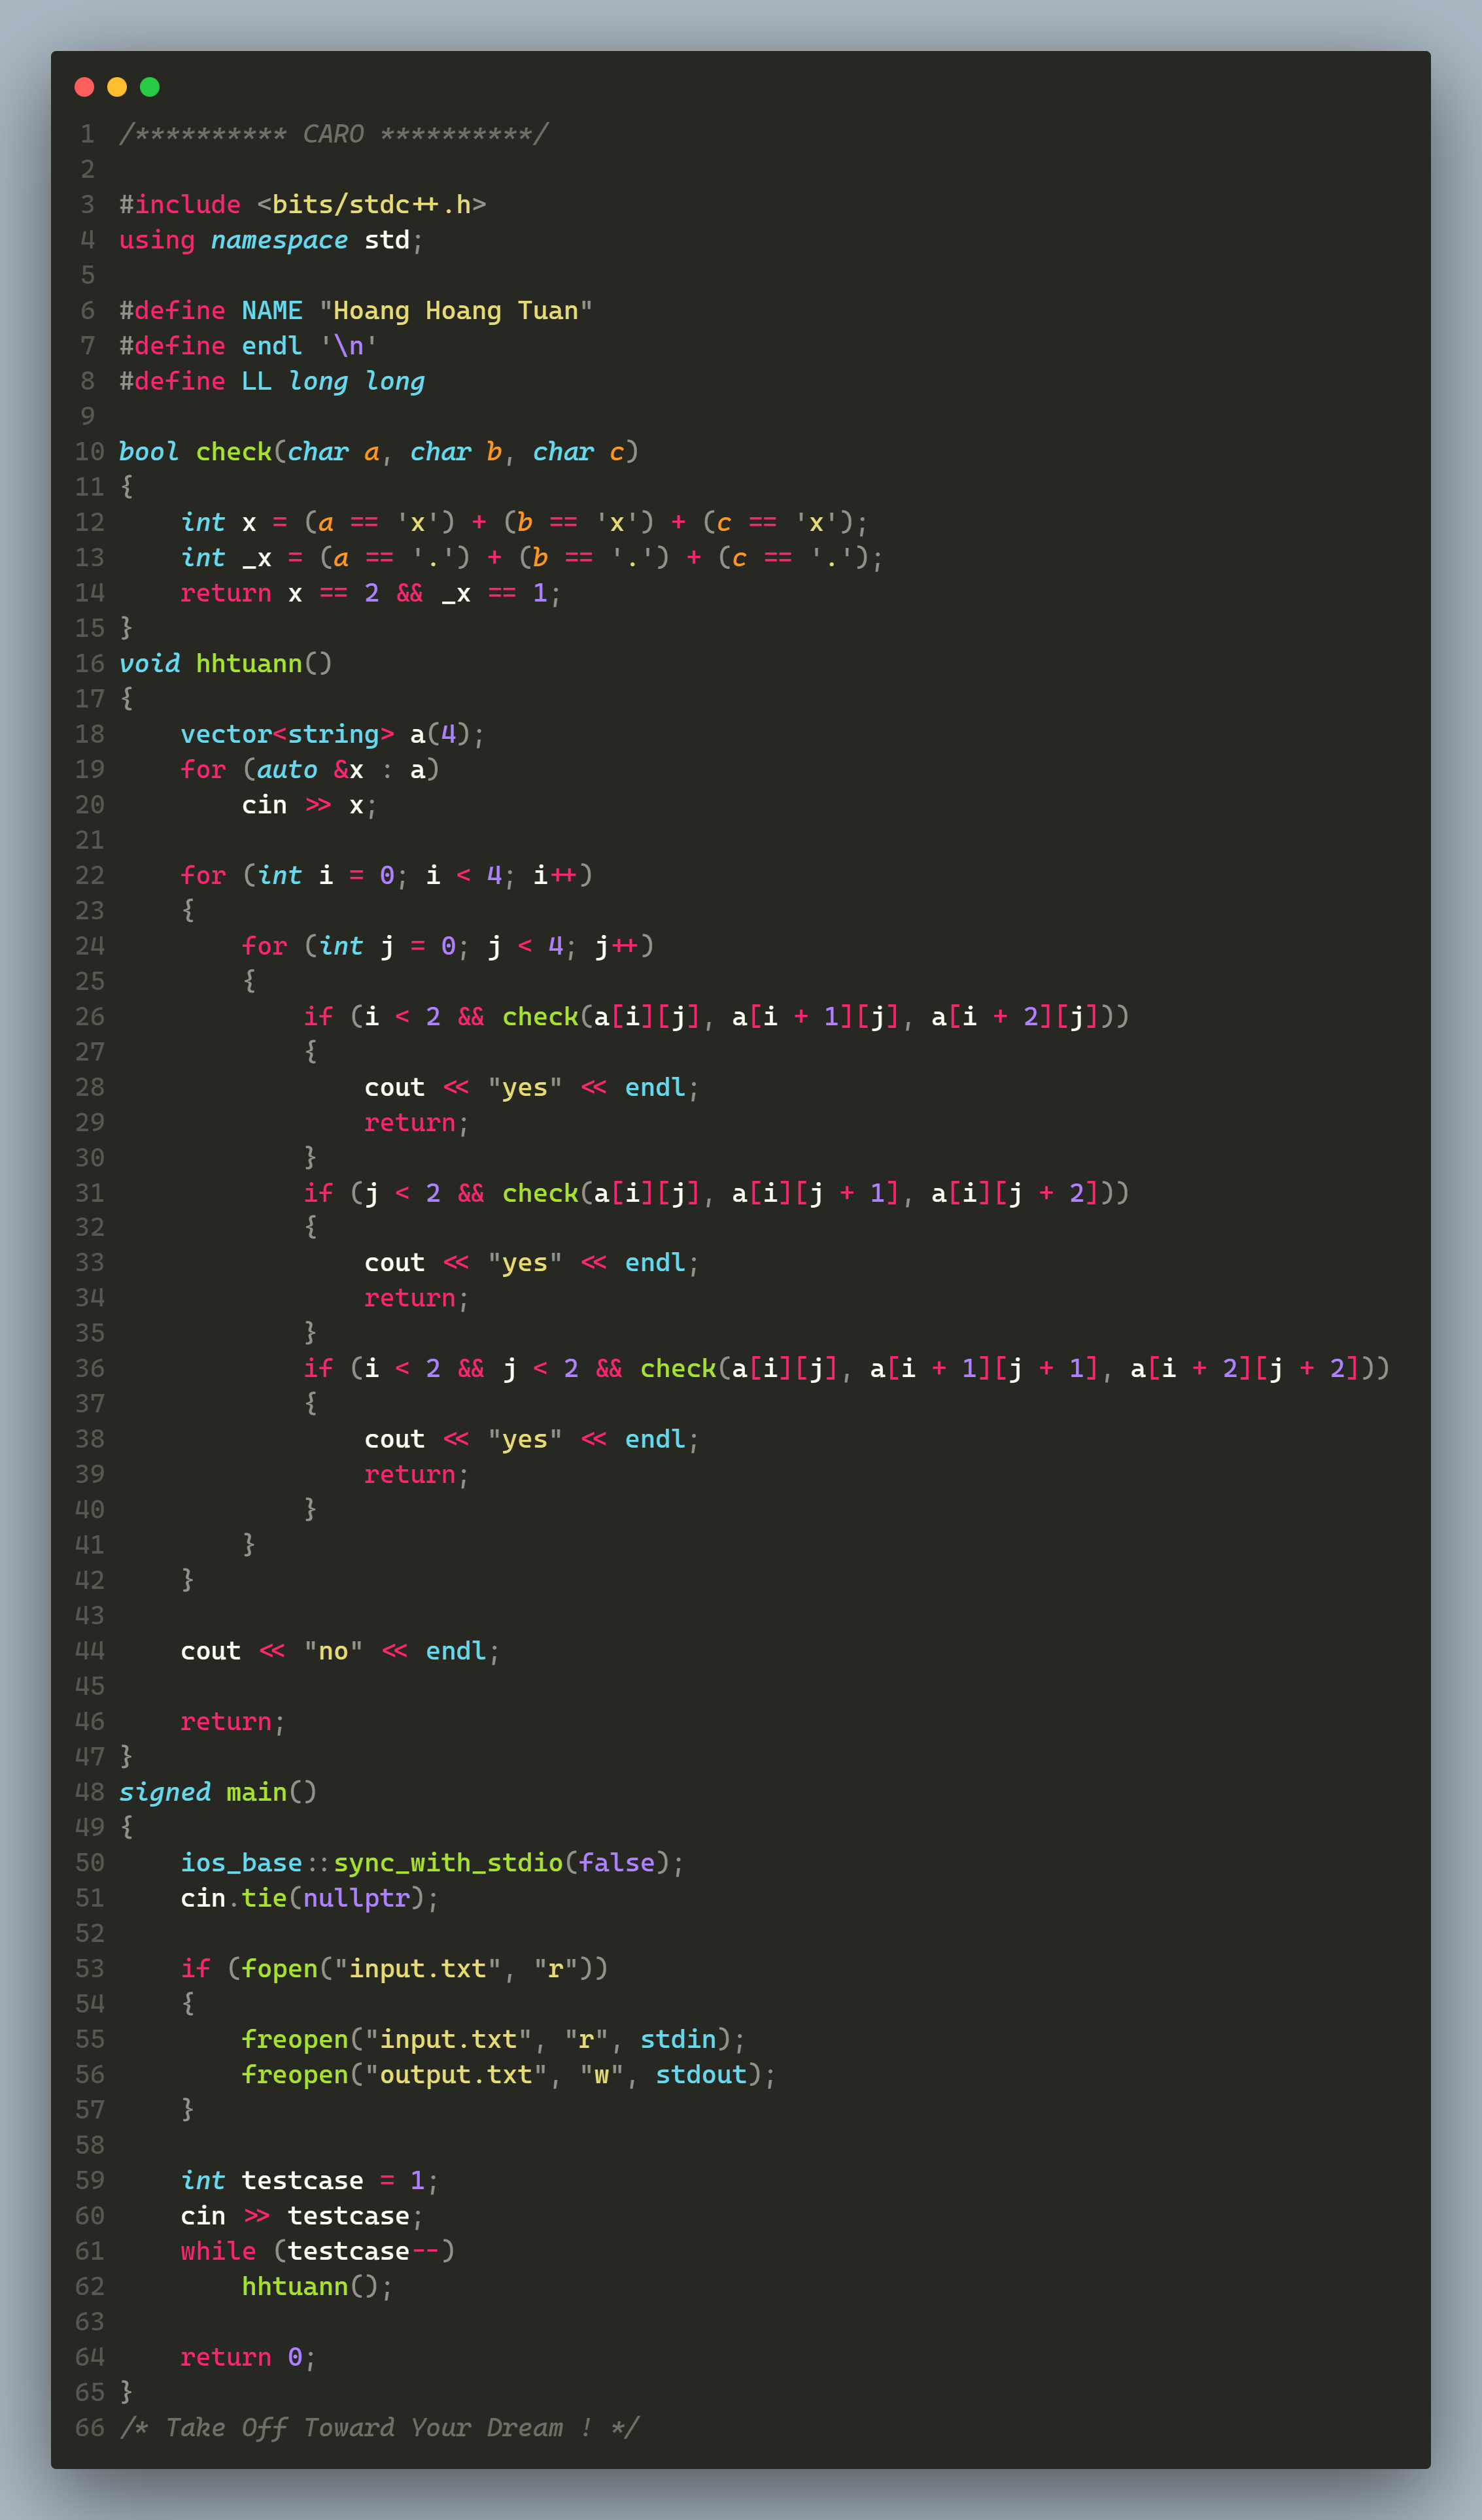 1 /********** CARO **********/
2
3 #include <bits/stdc++.h>
4 using namespace std;
5
6 #define NAME "Hoang Hoang Tuan"
7 #define endl '\n'
8 #define LL long long
9
10 bool check(char a, char b, char c)
11 {
12     int x = (a == 'x') + (b == 'x') + (c == 'x');
13     int _x = (a == '.') + (b == '.') + (c == '.');
14     return x == 2 && _x == 1;
15 }
16 void hhtuann()
17 {
18     vector<string> a(4);
19     for (auto &x : a)
20         cin >> x;
21
22     for (int i = 0; i < 4; i++)
23     {
24         for (int j = 0; j < 4; j++)
25         {
26             if (i < 2 && check(a[i][j], a[i + 1][j], a[i + 2][j]))
27             {
28                 cout << "yes" << endl;
29                 return;
30             }
31             if (j < 2 && check(a[i][j], a[i][j + 1], a[i][j + 2]))
32             {
33                 cout << "yes" << endl;
34                 return;
35             }
36             if (i < 2 && j < 2 && check(a[i][j], a[i + 1][j + 1], a[i + 2][j + 2]))
37             {
38                 cout << "yes" << endl;
39                 return;
40             }
41         }
42     }
43
44     cout << "no" << endl;
45
46     return;
47 }
48 signed main()
49 {
50     ios_base::sync_with_stdio(false);
51     cin.tie(nullptr);
52
53     if (fopen("input.txt", "r"))
54     {
55         freopen("input.txt", "r", stdin);
56         freopen("output.txt", "w", stdout);
57     }
58
59     int testcase = 1;
60     cin >> testcase;
61     while (testcase--)
62         hhtuann();
63
64     return 0;
65 }
66 /* Take Off Toward Your Dream ! */